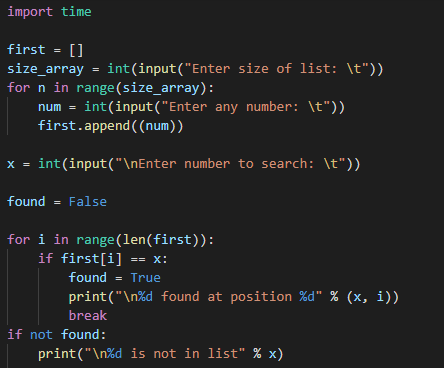 import time
first = []
size_array = int(input("Enter size of list: \t"))
for n in range(size_array):
    num = int(input("Enter any number: \t"))
    first.append((num))
x = int(input("\nEnter number to search: \t"))
found = False
for i in range(len(first)):
    if first[i] == x:
        found = True
        print("\n%d found at position %d" % (x, i))
        break
if not found:
    print("\n%d is not in list" % x)